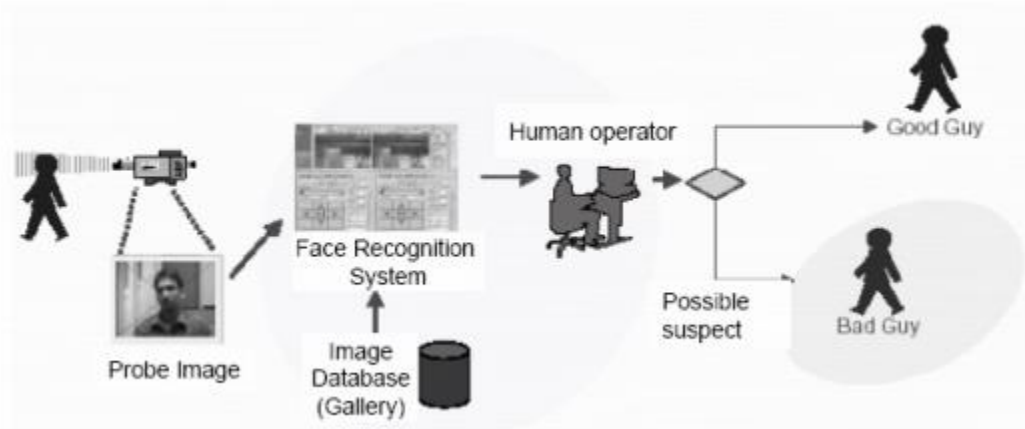 Probe Image
Face Recognition
System
Image
Database
(Gallery)
Human operator
Good Guy
Possible
suspect
Bad Guy